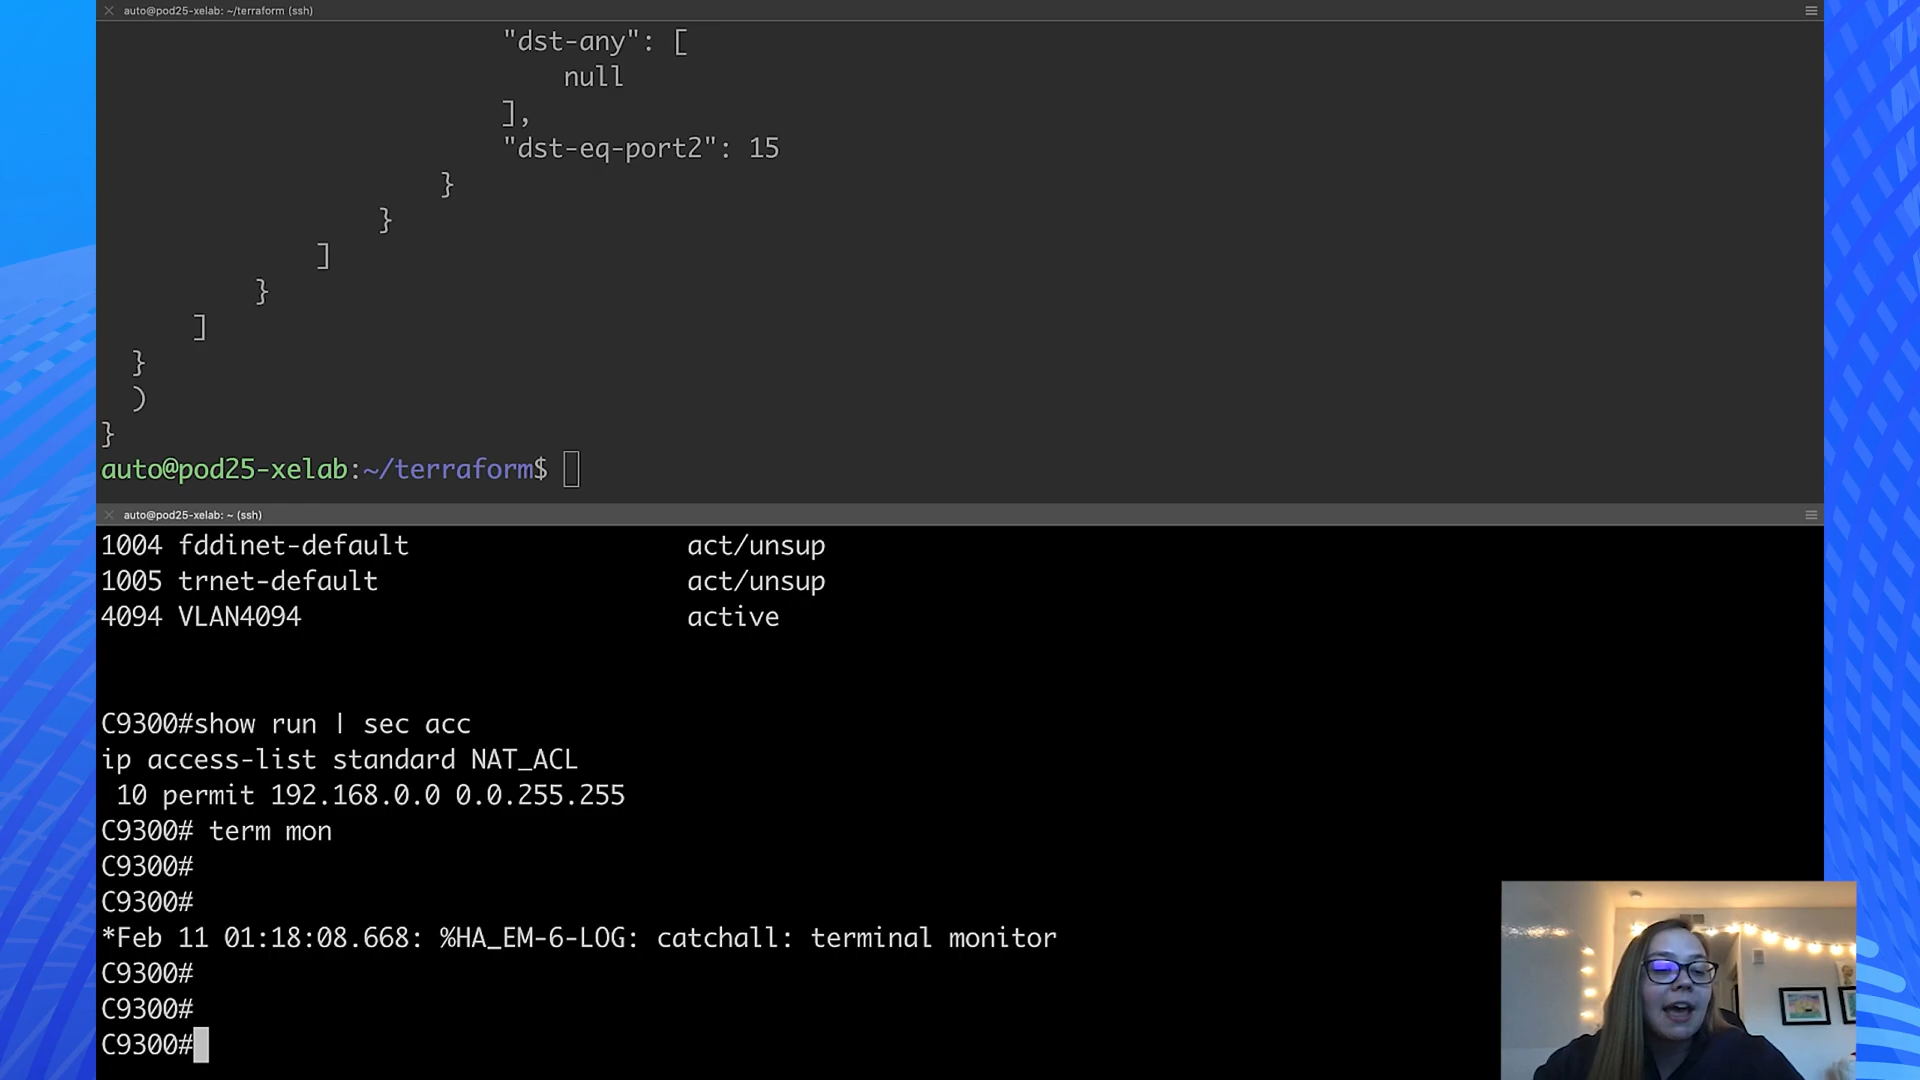 auto@pod25-xelab: ~/terraform (ssh)
"dst-any": [
null
],
"dst-eq-port2": 15
}
}
]
}
]
}
)
}
auto@pod25-xelab:~/terraform$
auto@pod25-xelab: ~ (ssh)
1004 fddinet-default act/unsup
1005 trnet-default act/unsup
4094 VLAN4094 active
C9300#show run | sec acc
ip access-list standard NAT_ACL
10 permit 192.168.0.0 0.0.255.255
C9300# term mon
C9300#
C9300#
*Feb 11 01:18:08.668: %HA_EM-6-LOG: catchall: terminal monitor
C9300#
C9300#
C9300#